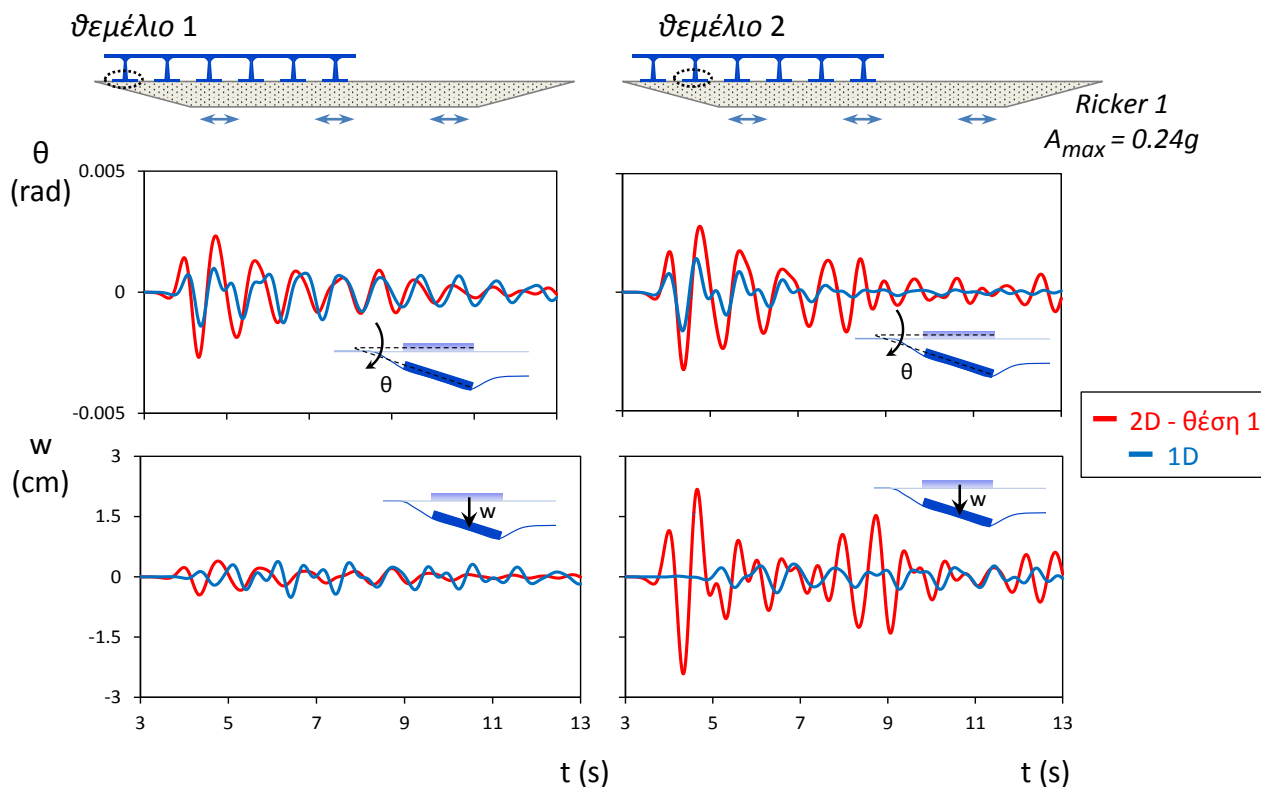 θεμέλιο 1
θεμέλιο 2
Ricker 1
Amax = 0.24g
θ
(rad)
0.005
0
-0.005
θ
θ
2D - θέση 1
1D
w
(cm)
3
1.5
0
-1.5
-3
w
w
3 5 7 9 11 13
3 5 7 9 11 13
t (s)
t (s)